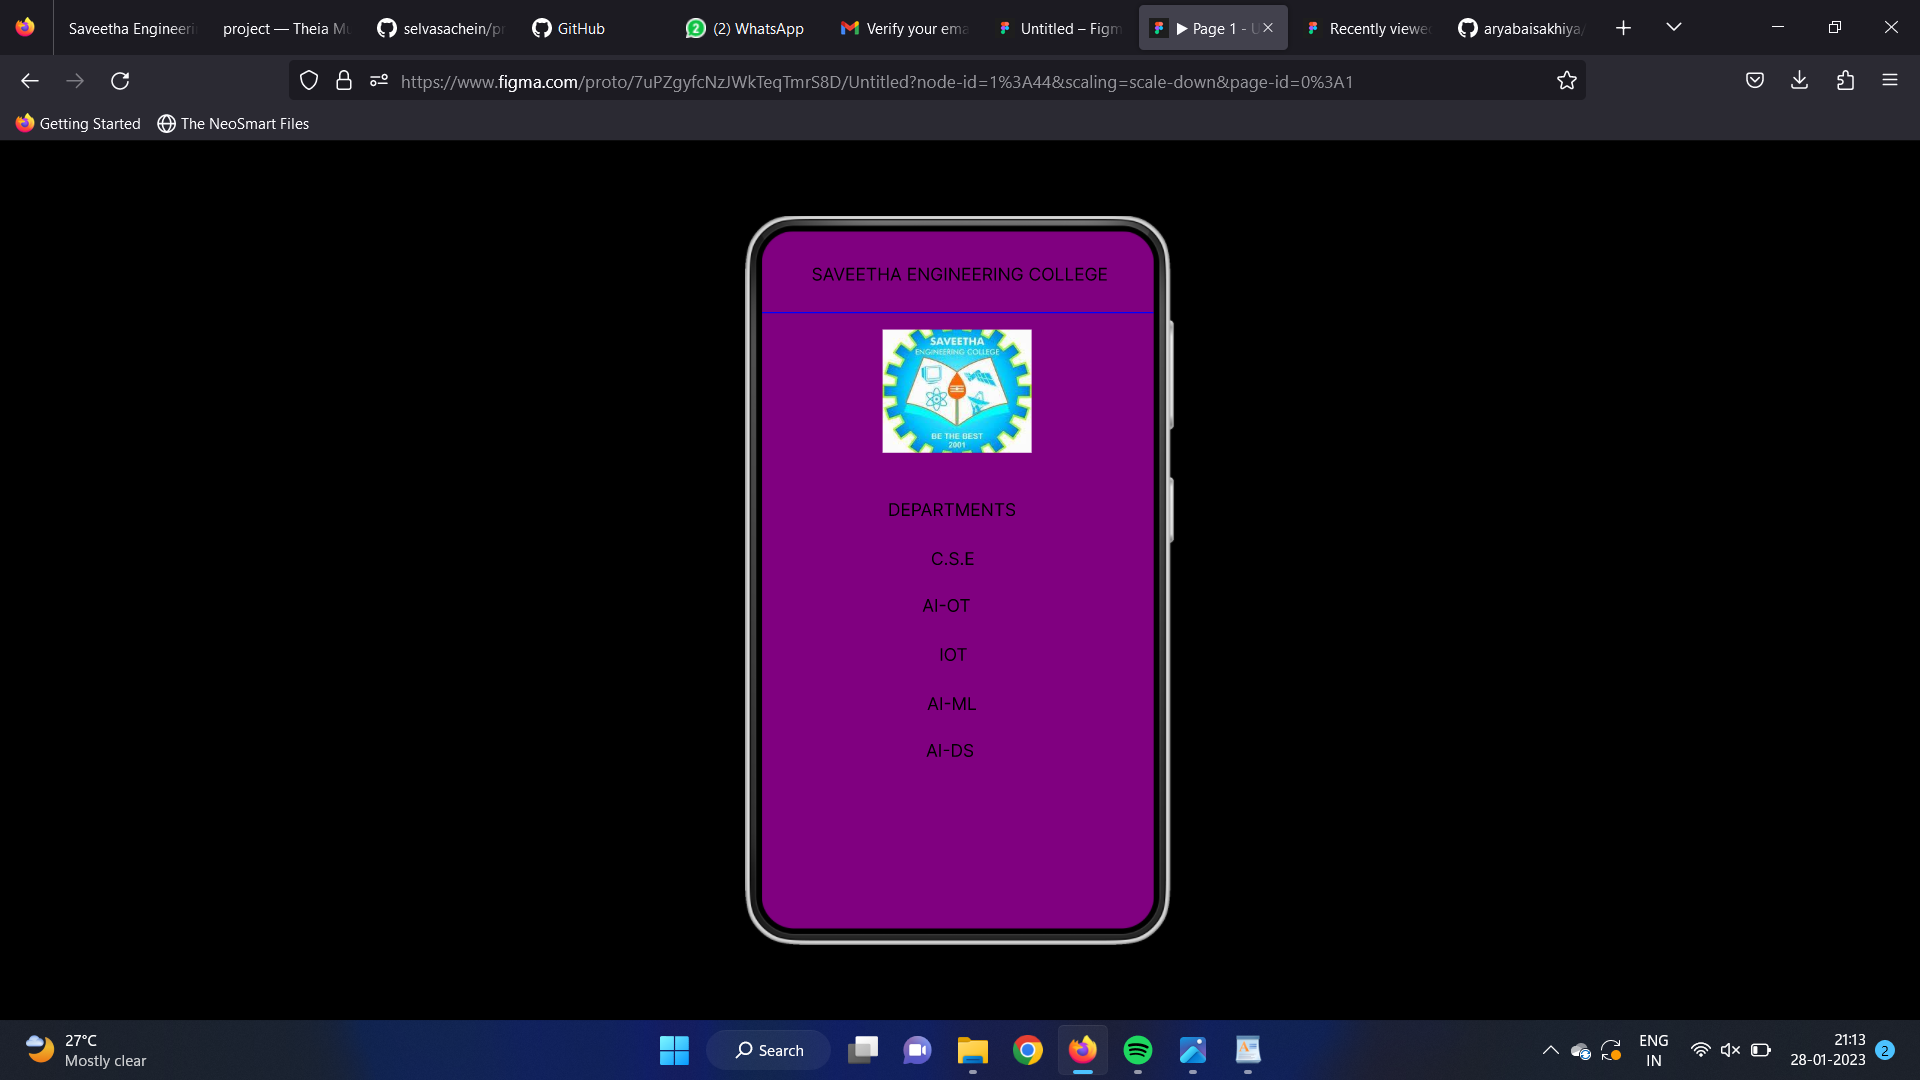 Saveetha Engineeri
project — Theia Mu
selvasachein/pr
GitHub
(2) WhatsApp
Verify your ema
Untitled – Figm
Page 1 - U
Recently viewe
aryabaisakhiya/
https://www.figma.com/proto/7uPZgyfcNzJWkTeqTmrS8D/Untitled?node-id=1%3A44&scaling=scale-down&page-id=0%3A1
Getting Started
The NeoSmart Files
SAVEETHA ENGINEERING COLLEGE
SAVEETHA
ENGINEERING COLLEGE
BE THE BEST
2001
DEPARTMENTS
C.S.E
AI-OT
IOT
AI-ML
AI-DS
27°C
Mostly clear
Search
ENG
IN
21:13
28-01-2023
2